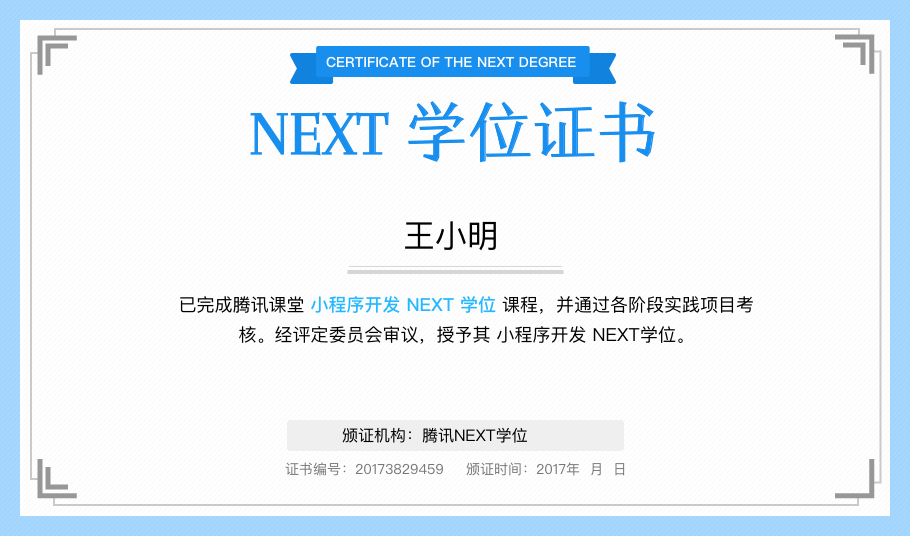 CERTIFICATE OF THE NEXT DEGREE
NEXT 学位证书
王小明
已完成腾讯课堂 小程序开发 NEXT 学位 课程，并通过各阶段实践项目考
核。经评定委员会审议，授予其 小程序开发 NEXT学位。
颁证机构：腾讯NEXT学位
证书编号：20173829459 颁证时间：2017年 月 日